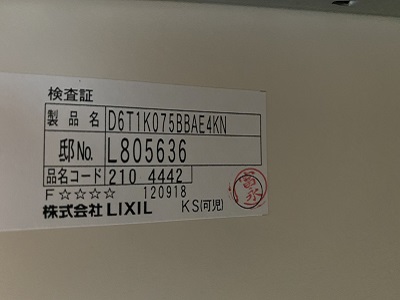 検査証
製品名 D6T1K075BBAE4KN
邸No. L805636
品名コード 210 4442
F☆☆☆☆ 120918
株式会社 LIXIL KS(可児)